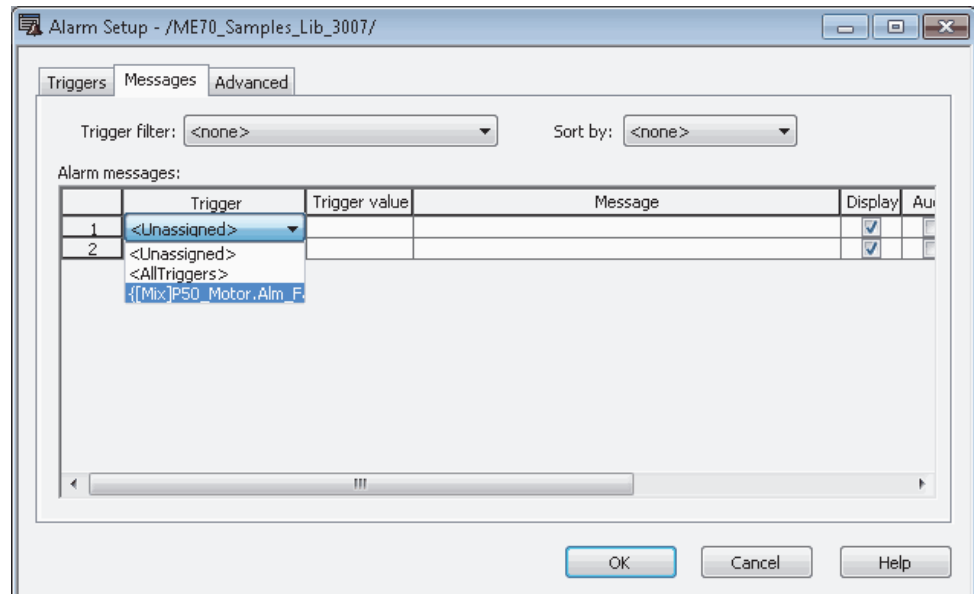 Alarm Setup - /ME70_Samples_Lib_3007/
Triggers Messages Advanced
Trigger filter: <none> Sort by: <none>
Alarm messages:
Trigger Trigger value Message Display
1 <Unassigned>
2 <Unassigned>
<AllTriggers>
{[Mix]P50_Motor.Alm_F
OK Cancel Help